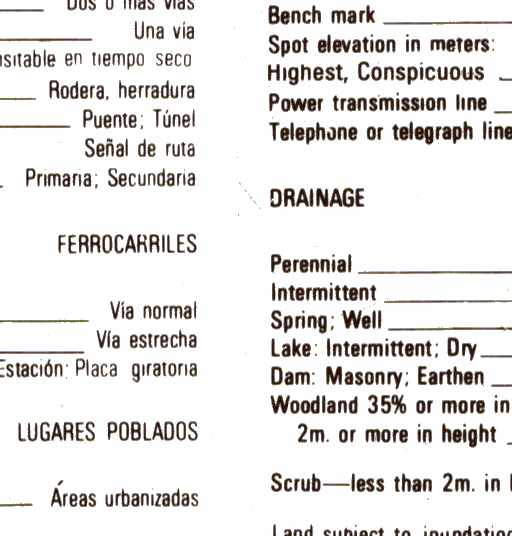 Dos o más vías
Una vía
nsitable en tiempo seco
Rodera, herradura
Puente; Túnel
Señal de ruta
Primaria; Secundaria
FERROCARRILES
Vía normal
Vía estrecha
Estación: Placa giratoria
LUGARES POBLADOS
Áreas urbanizadas
Bench mark
Spot elevation in meters:
Highest, Conspicuous
Power transmission line
Telephone or telegraph line
DRAINAGE
Perennial
Intermittent
Spring; Well
Lake: Intermittent; Dry
Dam: Masonry; Earthen
Woodland 35% or more in
2m. or more in height
Scrub—less than 2m. in
Land subject to inundation